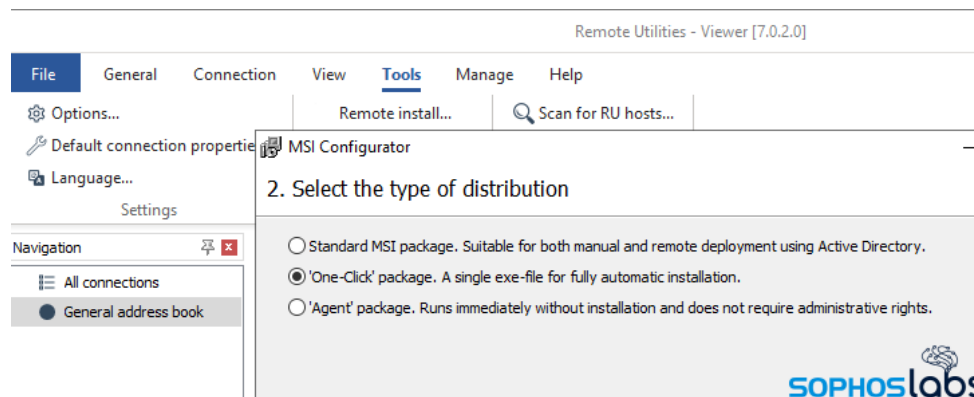 Remote Utilities - Viewer [7.0.2.0]
File General Connection View Tools Manage Help
Options... Remote install... Scan for RU hosts...
Default connection propertie
Language...
Settings
MSI Configurator
2. Select the type of distribution
Navigation
All connections
General address book
Standard MSI package. Suitable for both manual and remote deployment using Active Directory.
'One-Click' package. A single exe-file for fully automatic installation.
'Agent' package. Runs immediately without installation and does not require administrative rights.
SOPHOSlabs